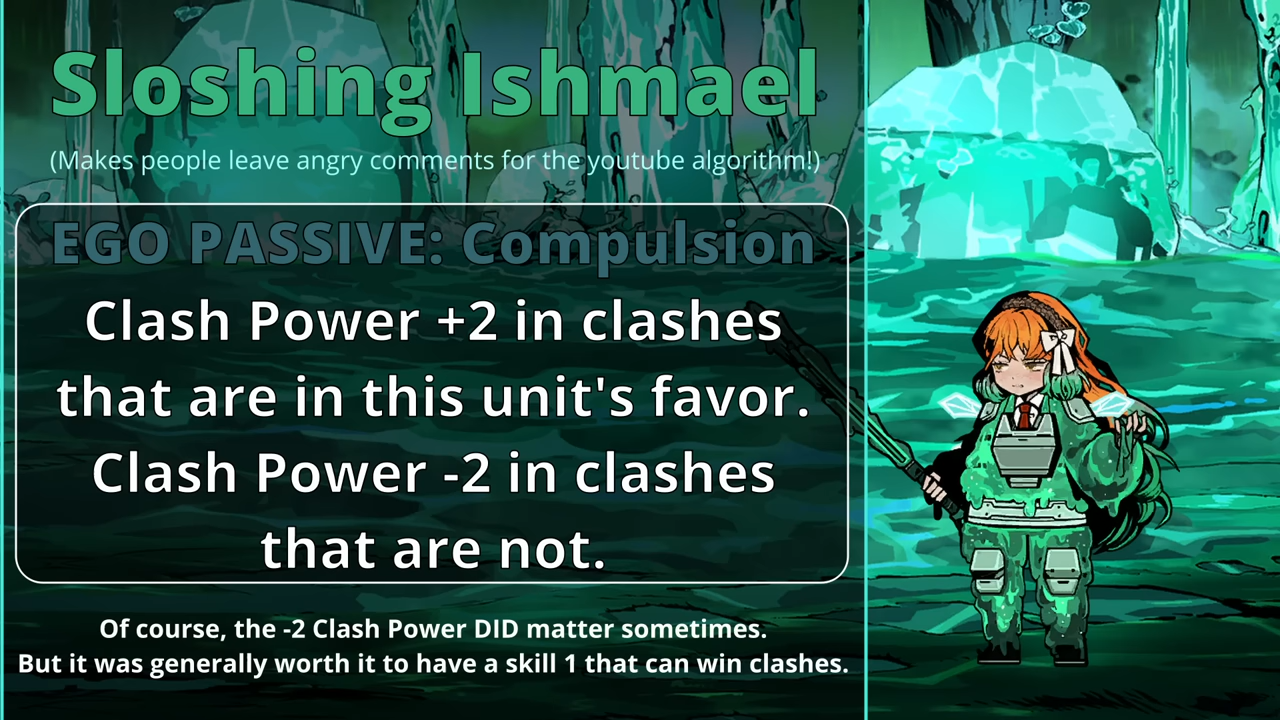 Sloshing Ishmael
(Makes people leave angry comments for the youtube algorithm!)
EGO PASSIVE: Compulsion
Clash Power +2 in clashes
that are in this unit's favor.
Clash Power -2 in clashes
that are not.
Of course, the -2 Clash Power DID matter sometimes.
But it was generally worth it to have a skill 1 that can win clashes.